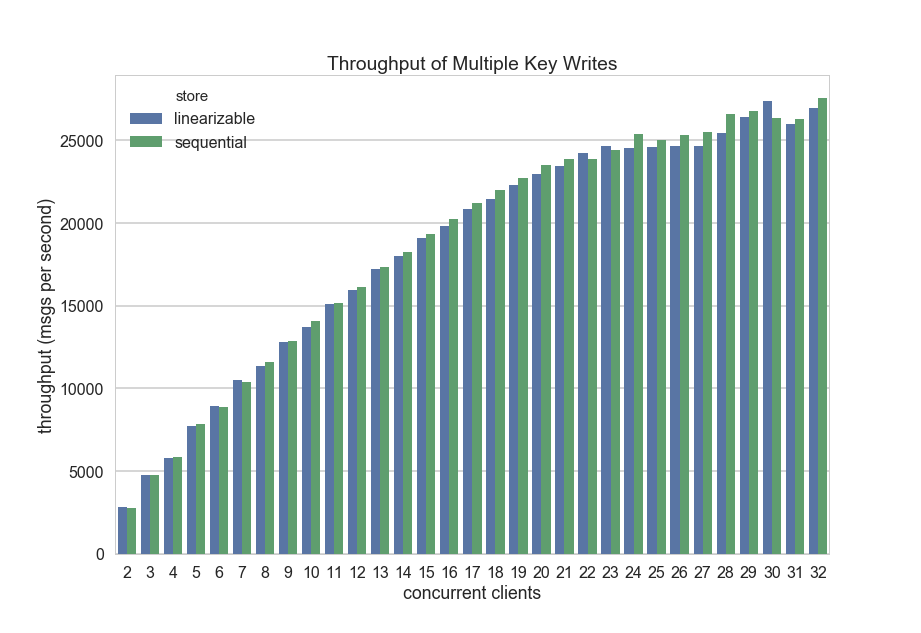 Throughput of Multiple Key Writes
store
linearizable
sequential
throughput (msgs per second)
25000
20000
15000
10000
5000
0
2 3 4 5 6 7 8 9 10 11 12 13 14 15 16 17 18 19 20 21 22 23 24 25 26 27 28 29 30 31 32
concurrent clients